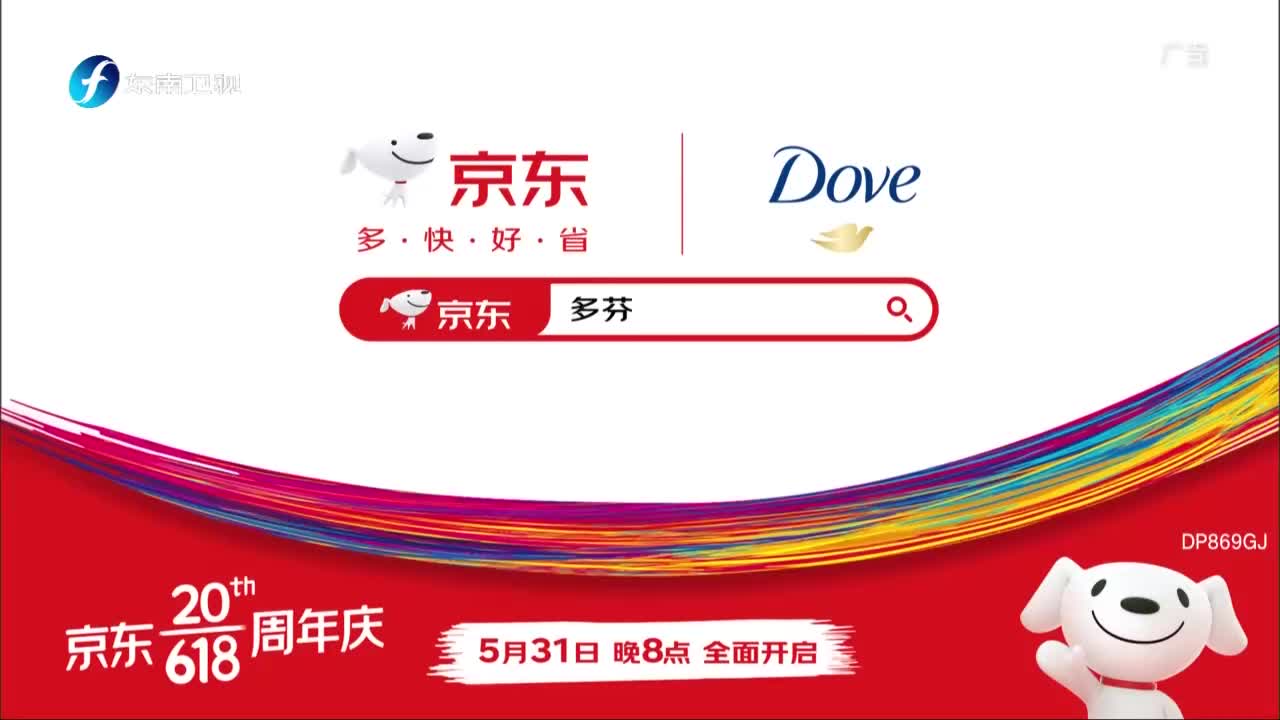 东南卫视
广告
京东
Dove
多·快·好·省
京东 多芬
DP869GJ
京东 20th 618 周年庆
5月31日 晚8点 全面开启